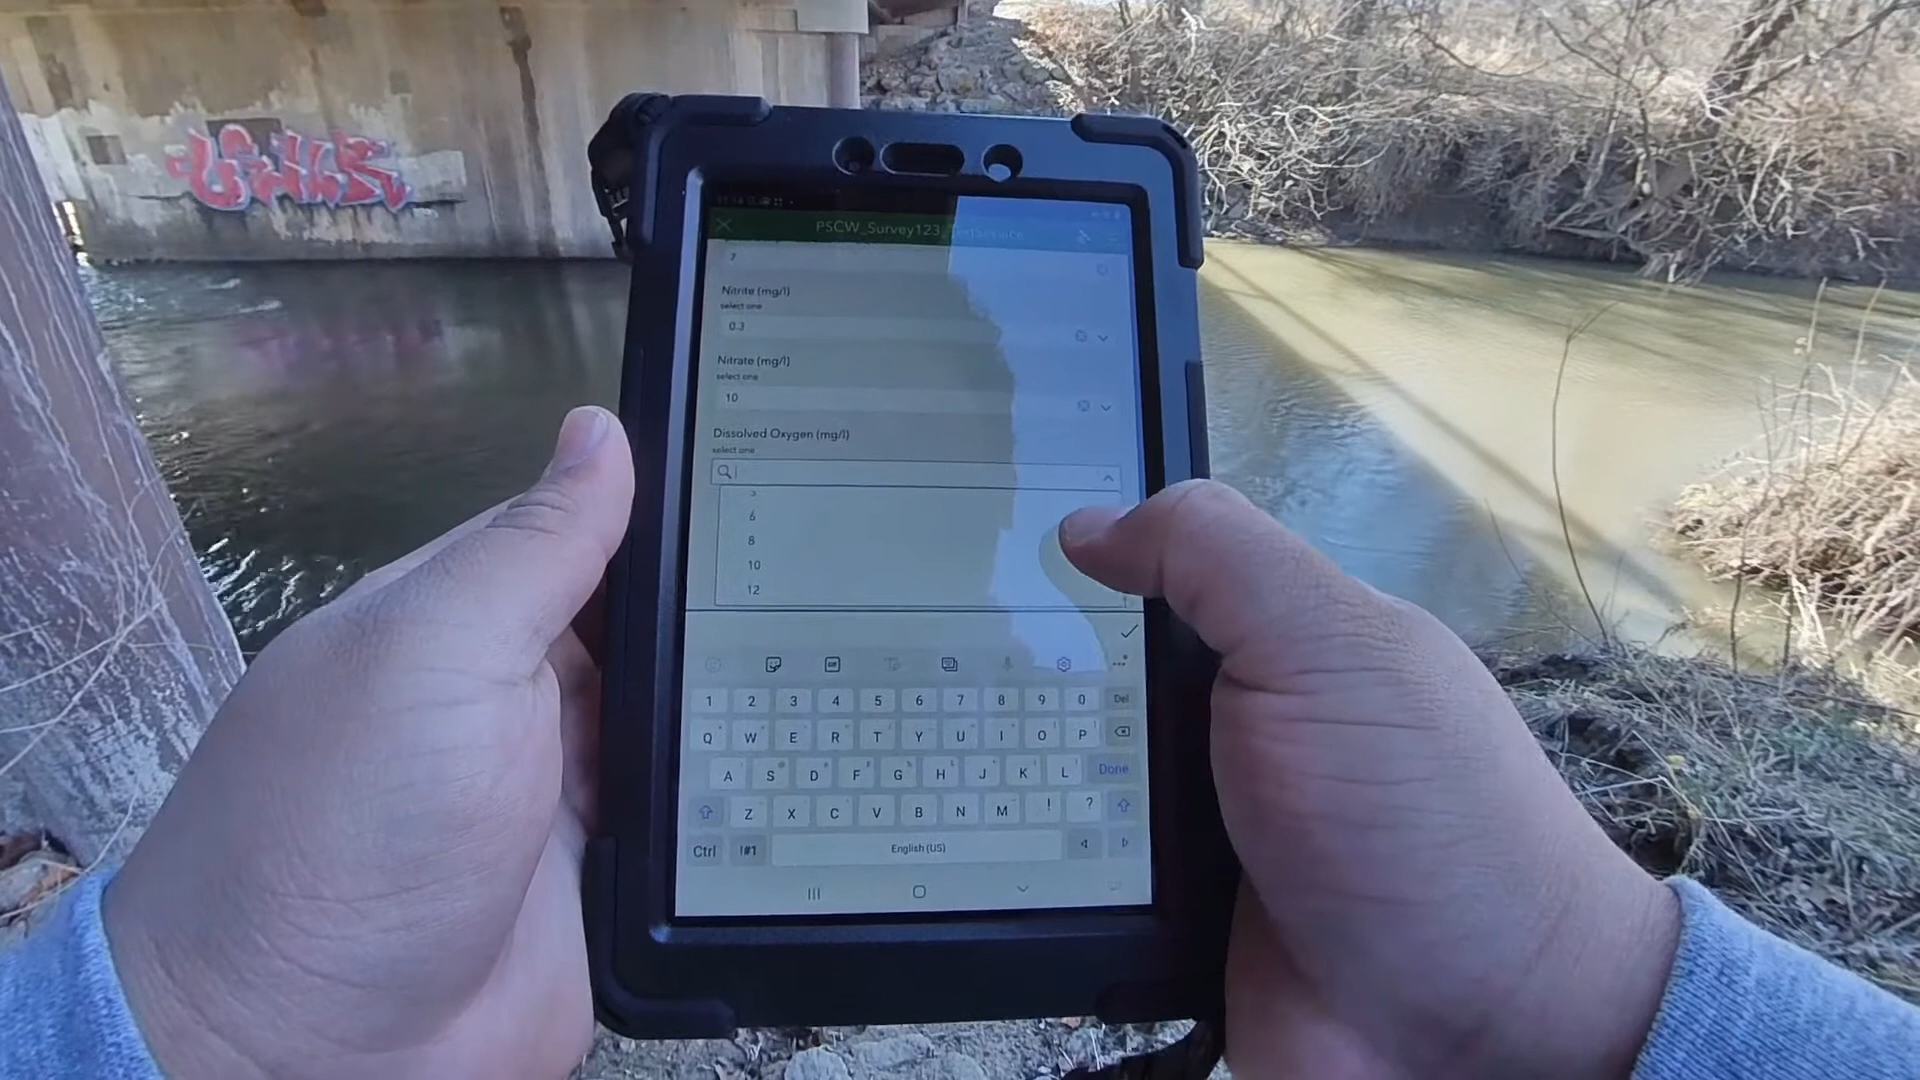 PSCW_Survey123_TestService
7
Nitrite (mg/l)
select one
0.3
Nitrate (mg/l)
select one
10
Dissolved Oxygen (mg/l)
select one
6
8
10
12
1 2 3 4 5 6 7 8 9 0 Del
Q W E R T Y U I O P
A S D F G H J K L Done
Z X C V B N M ! ?
Ctrl !#1 English (US)